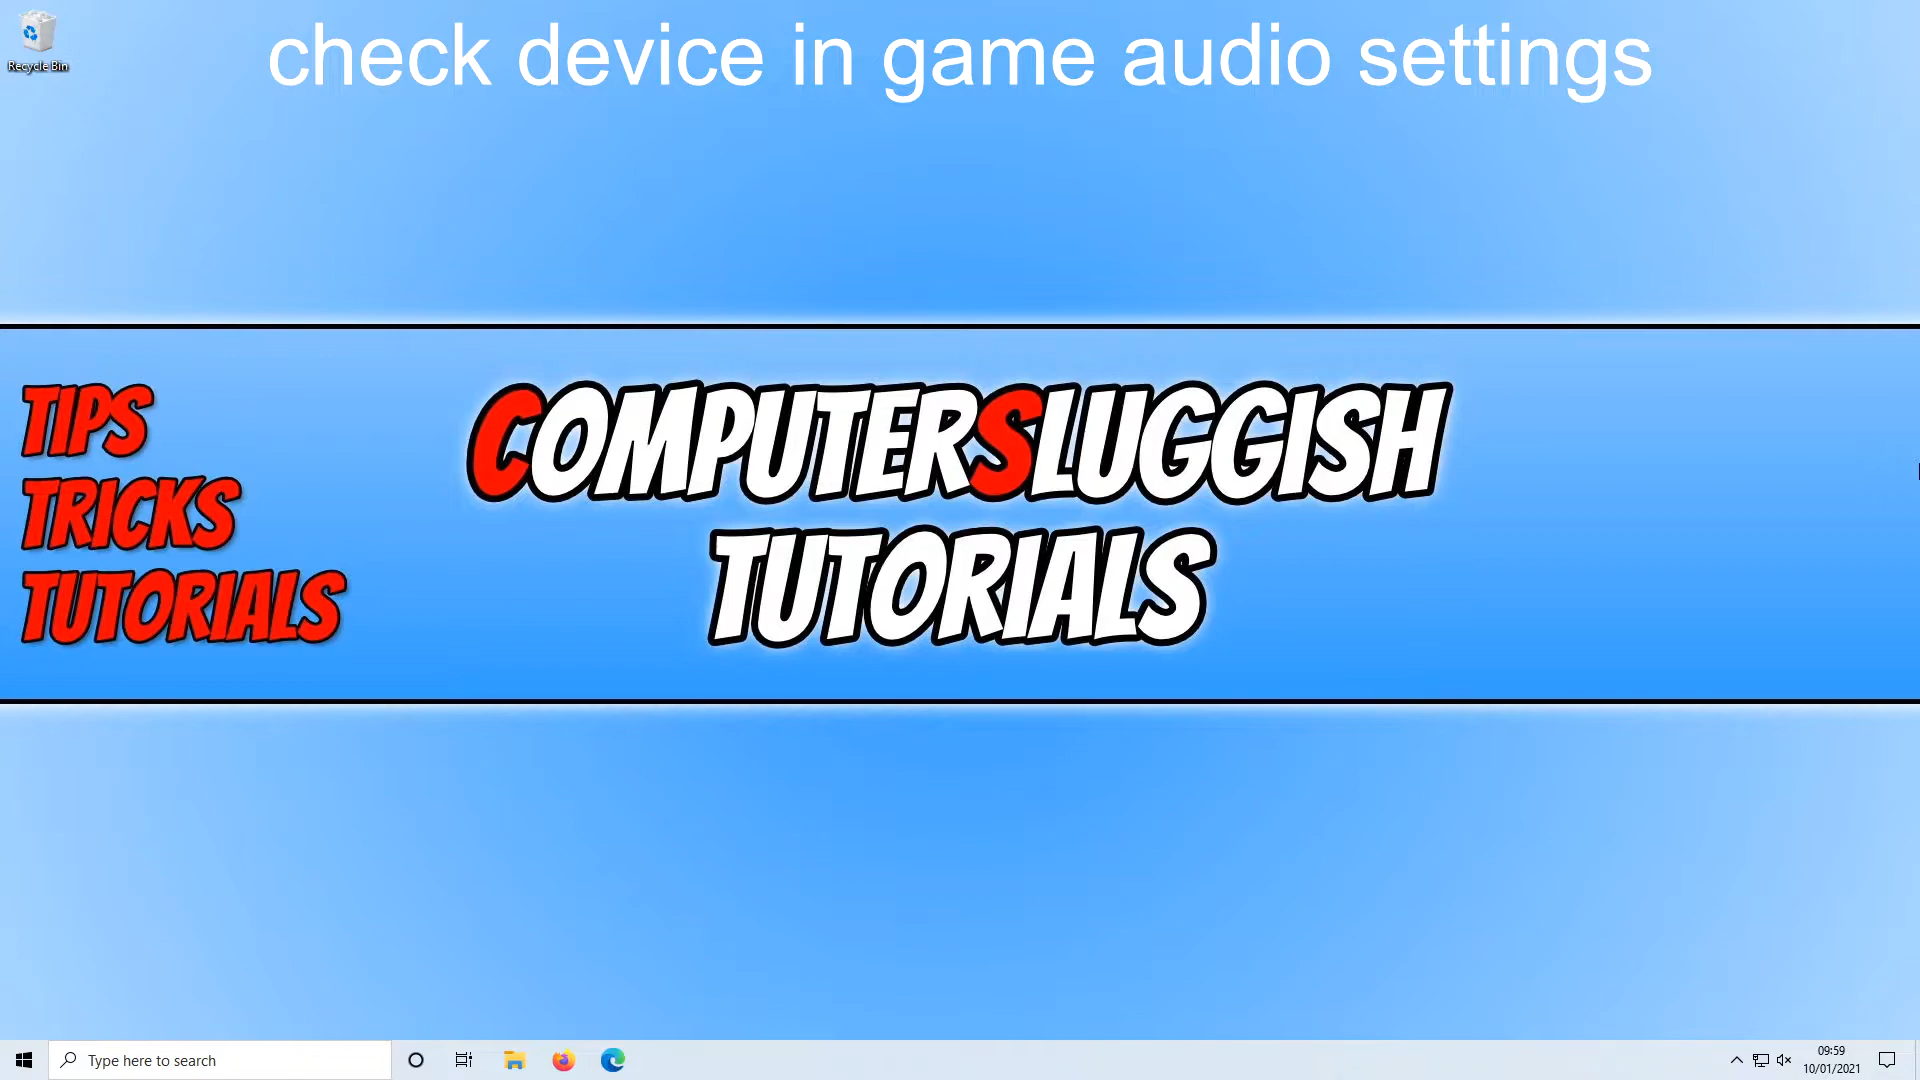 check device in game audio settings
Recycle Bin
TIPS
TRICKS
TUTORIALS
COMPUTERSLUGGISH
TUTORIALS
Type here to search
09:59
10/01/2021